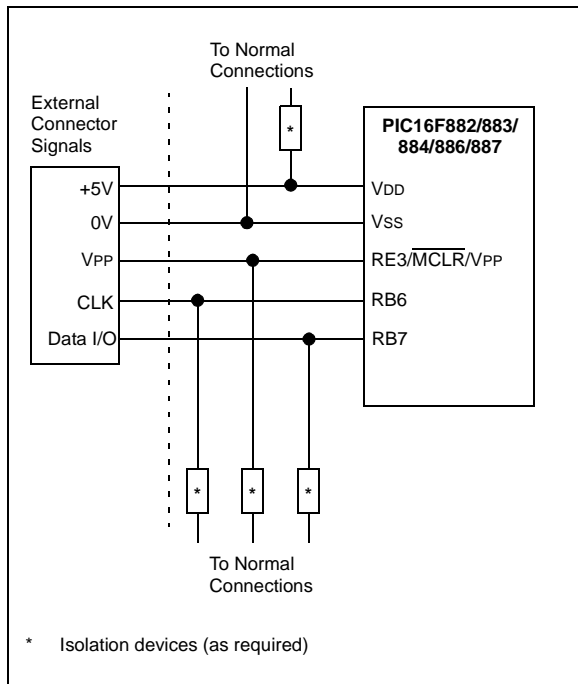 To Normal
Connections
External
Connector
Signals
*
PIC16F882/883/
884/886/887
+5V
VDD
0V
VSS
VPP
RE3/MCLR/VPP
CLK
RB6
Data I/O
RB7
* * *
To Normal
Connections
* Isolation devices (as required)